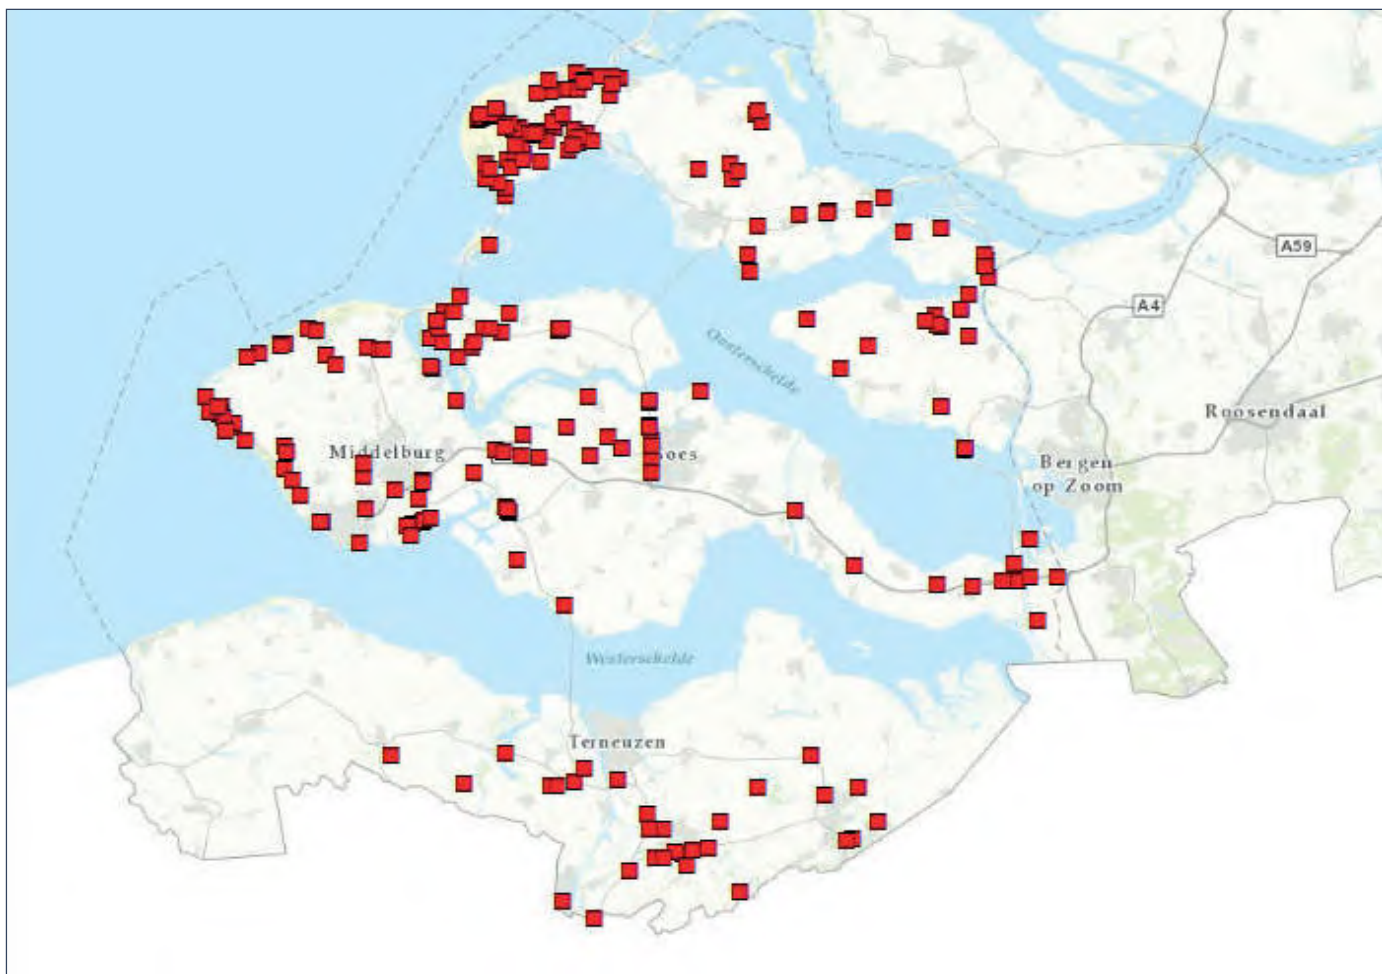 A59
A4
Oosterschelde
Roosendaal
Middelburg
Goes
Bergen
op Zoom
Westerschelde
Terneuzen